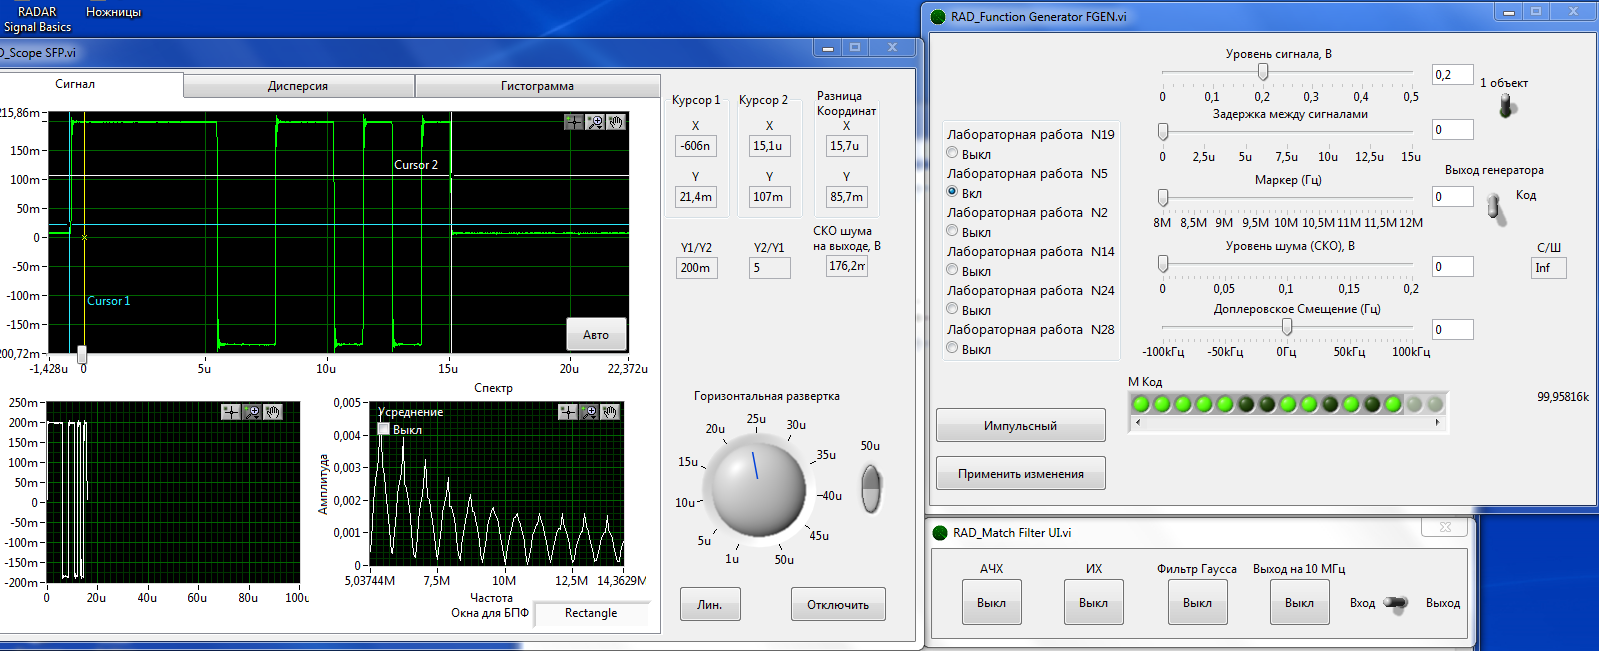 RADAR
Signal Basics
Ножницы
D_Scope SFP.vi
Сигнал
Дисперсия
Гистограмма
215,86m
150m
100m
50m
0
-50m
-100m
-150m
200,72m
Cursor 2
Cursor 1
Авто
-1,428u
0
5u
10u
15u
20u
22,372u
Курсор 1
X
-606n
Y
21,4m
Курсор 2
X
15,1u
Y
107m
Разница
Координат
X
15,7u
Y
85,7m
Y1/Y2
200m
Y2/Y1
5
СКО шума
на выходе, В
176,2m
250m
200m
150m
100m
50m
0
-50m
-100m
-150m
-200m
0
20u
40u
60u
80u
100u
Спектр
Усреднение
Выкл
Амплитуда
0,005
0,004
0,003
0,002
0,001
0
5,03744M
7,5M
10M
12,5M
14,3629M
Частота
Окна для БПФ
Rectangle
Горизонтальная развертка
1u
5u
10u
15u
20u
25u
30u
35u
40u
45u
50u
50u
Лин.
Отключить
RAD_Function Generator FGEN.vi
Лабораторная работа N19
Выкл
Лабораторная работа N5
Вкл
Лабораторная работа N2
Выкл
Лабораторная работа N14
Выкл
Лабораторная работа N24
Выкл
Лабораторная работа N28
Выкл
Импульсный
Применить изменения
Уровень сигнала, В
0
0,1
0,2
0,3
0,4
0,5
0,2
1 объект
Задержка между сигналами
0
2,5u
5u
7,5u
10u
12,5u
15u
0
Маркер (Гц)
8M
8,5M
9M
9,5M
10M
10,5M
11M
11,5M
12M
0
Выход генератора
Код
Уровень шума (СКО), В
0
0,05
0,1
0,15
0,2
0
С/Ш
Inf
Доплеровское Смещение (Гц)
-100кГц
-50кГц
0Гц
50кГц
100кГц
0
М Код
99,95816k
RAD_Match Filter UI.vi
АЧХ
Выкл
ИХ
Выкл
Фильтр Гаусса
Выкл
Выход на 10 МГц
Выкл
Вход
Выход